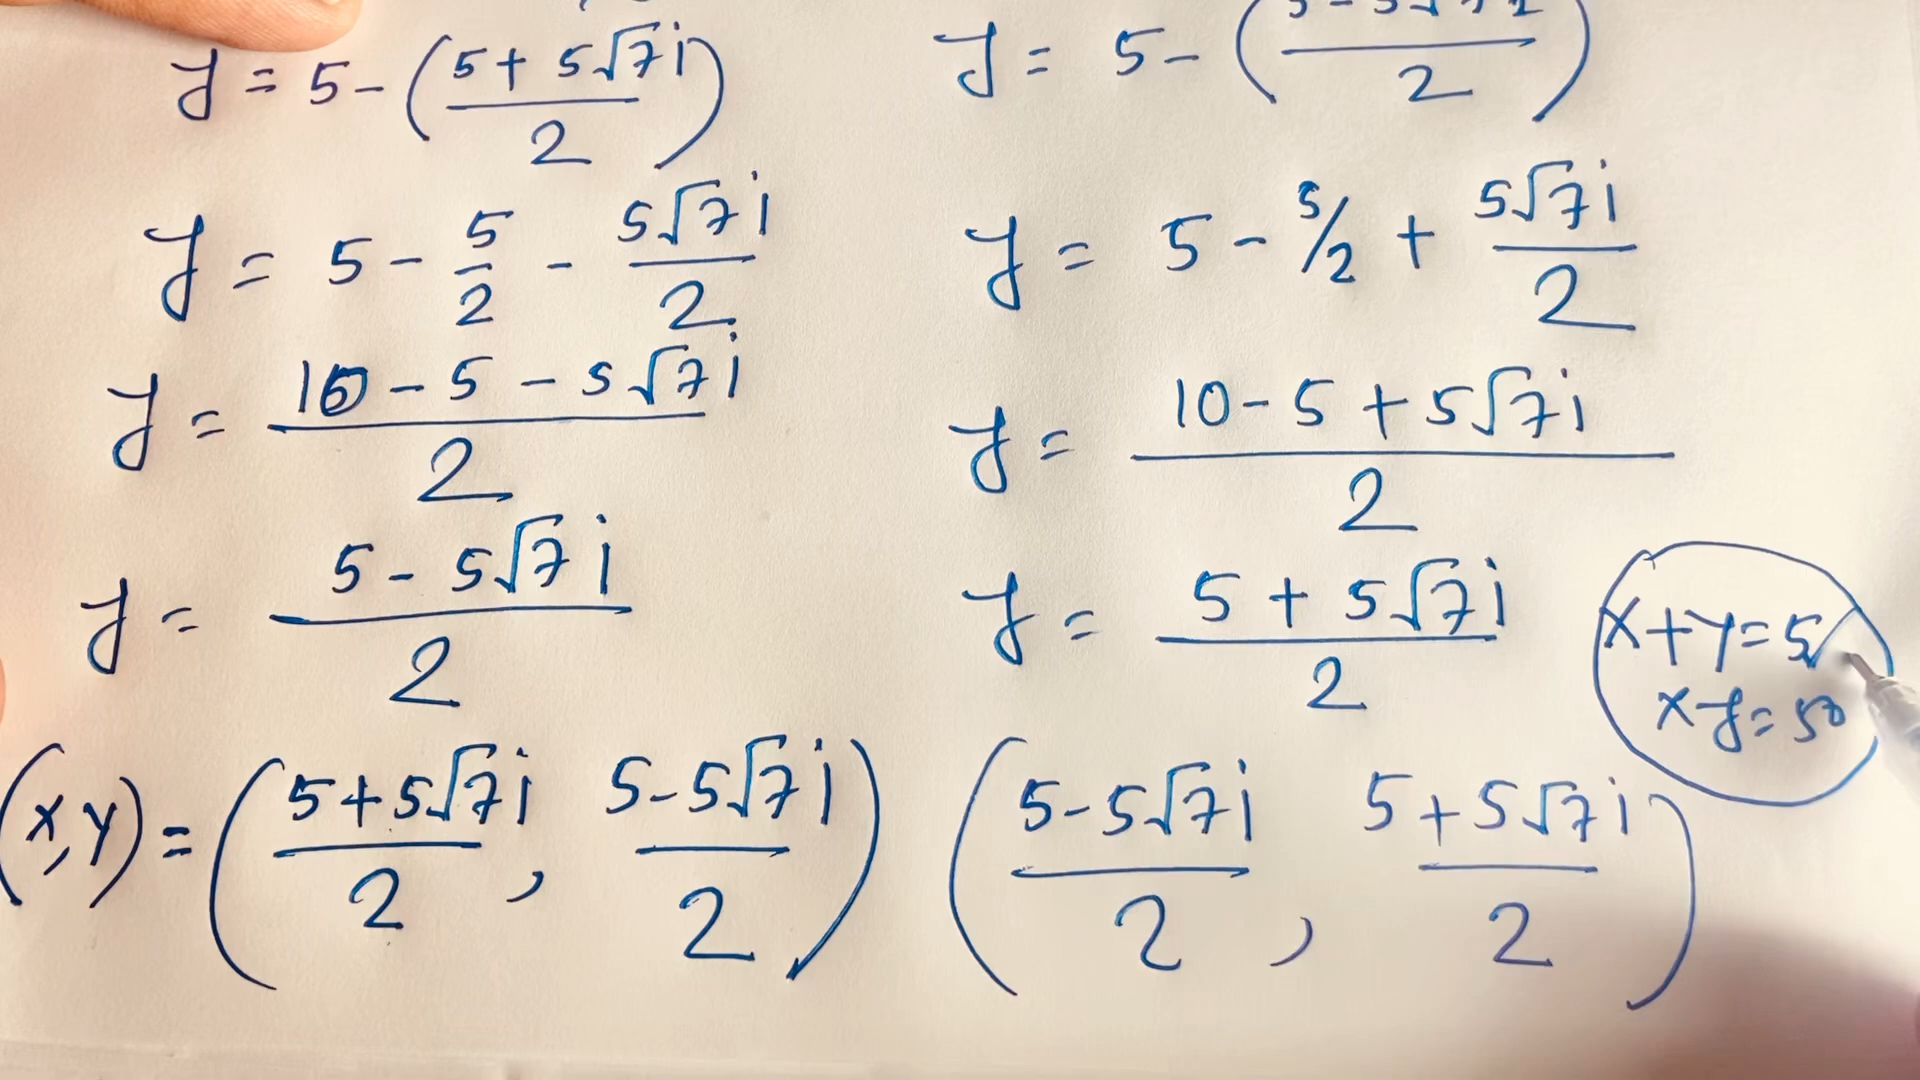 y = 5 - (5 + 5√7i / 2)
y = 5 - 5/2 - 5√7i / 2
y = 10 - 5 - 5√7i / 2
y = 5 - 5√7i / 2
y = 5 - ( / 2)
y = 5 - 5/2 + 5√7i / 2
y = 10 - 5 + 5√7i / 2
y = 5 + 5√7i / 2
x + y = 5 ✓
xy = 50
(x, y) = (5 + 5√7i / 2 , 5 - 5√7i / 2) (5 - 5√7i / 2 , 5 + 5√7i / 2)